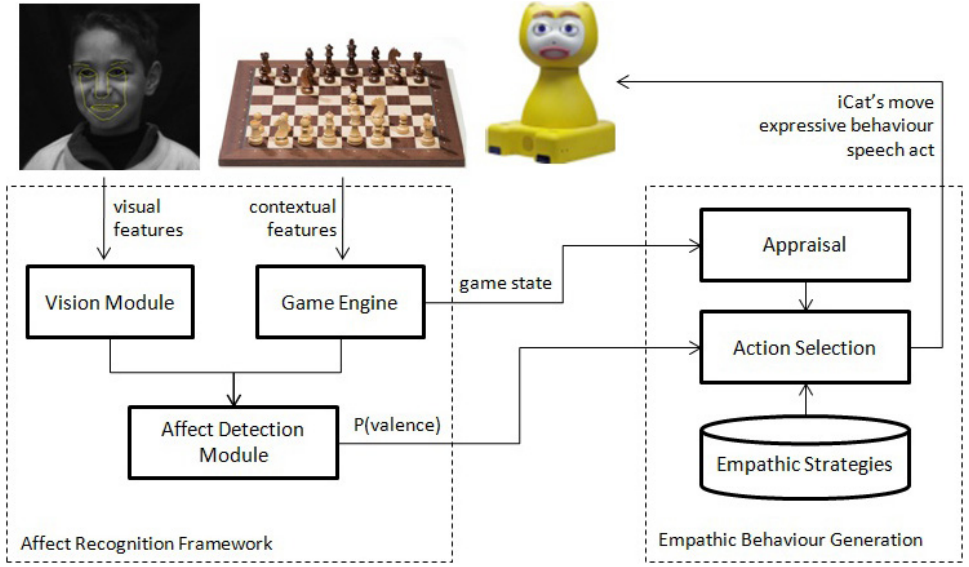 iCat's move
expressive behaviour
speech act
visual
features
contextual
features
Vision Module
Game Engine
game state
Appraisal
Action Selection
Affect Detection
Module
P(valence)
Empathic Strategies
Affect Recognition Framework
Empathic Behaviour Generation